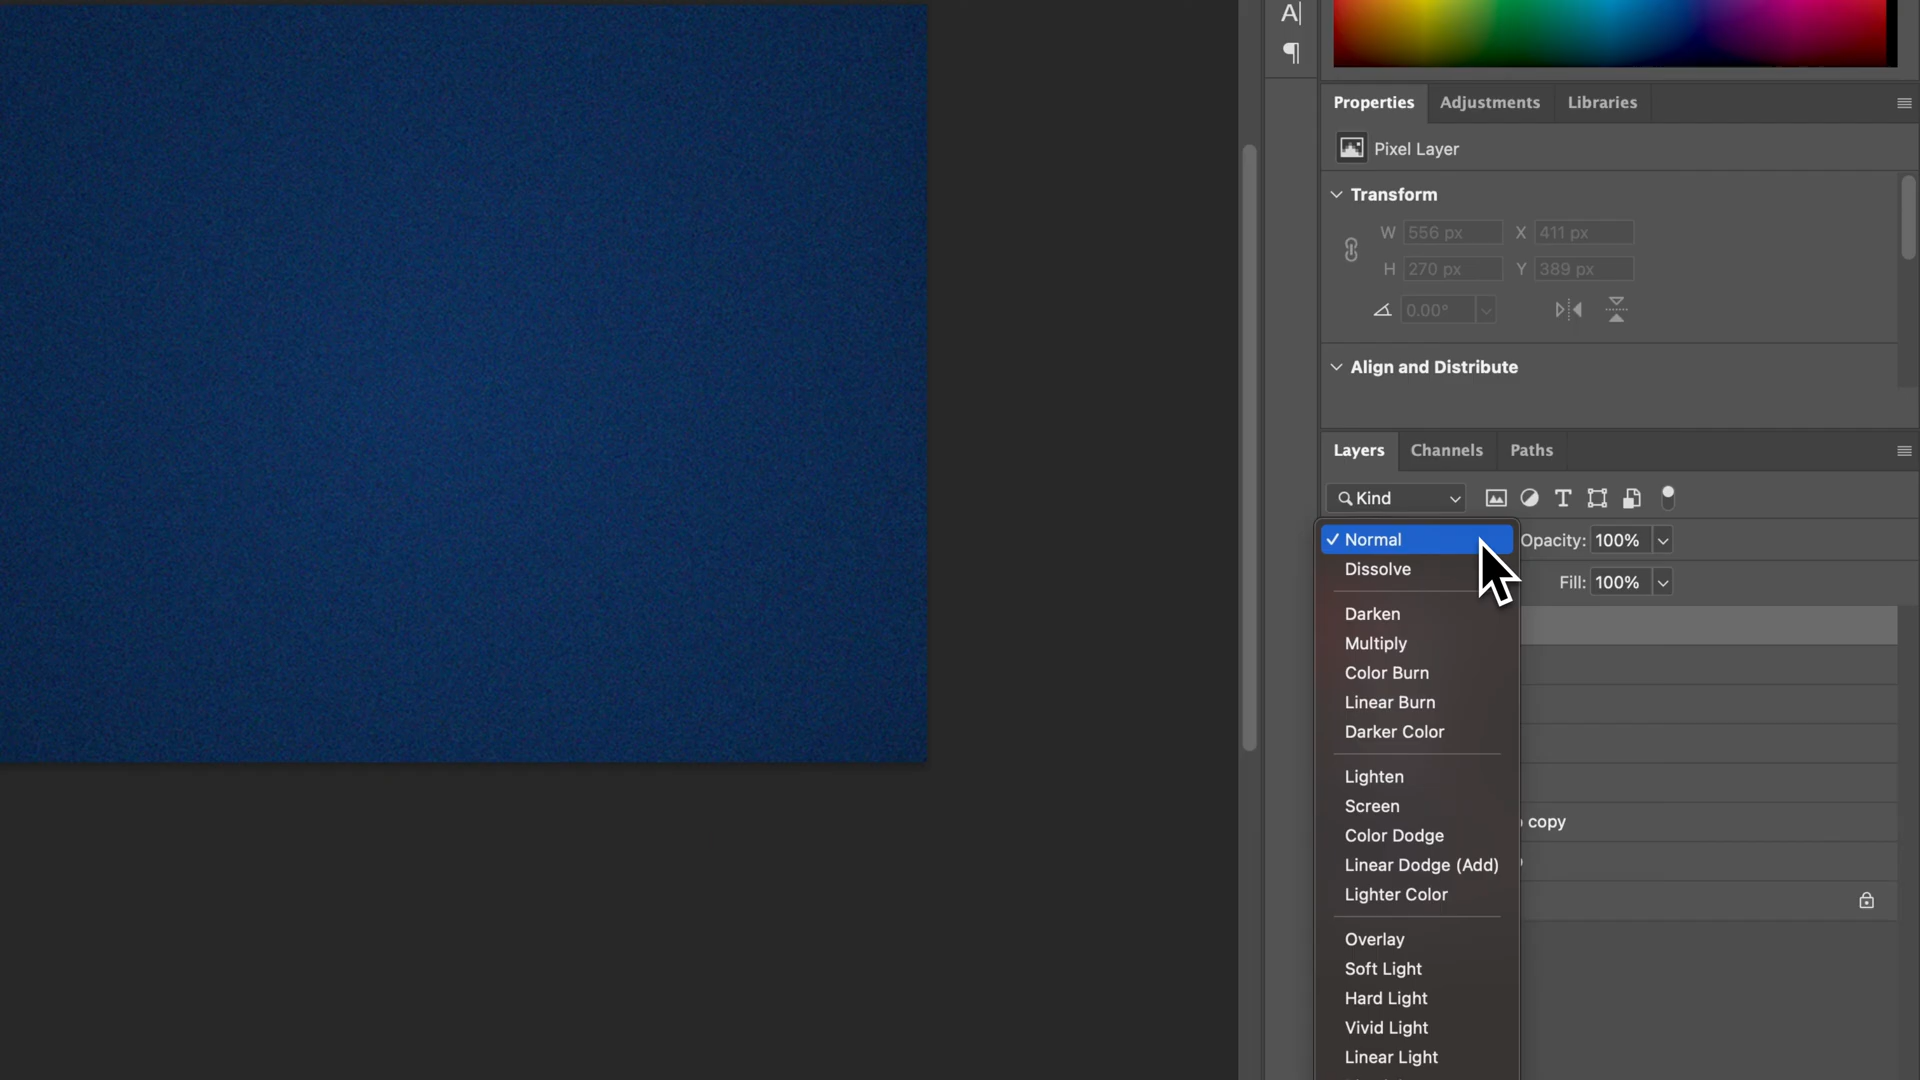 A|
¶
Properties Adjustments Libraries
Pixel Layer
Transform
W 556 px X 411 px
H 270 px Y 389 px
0.00°
Align and Distribute
Layers Channels Paths
Kind T
✓ Normal Opacity: 100%
Dissolve Fill: 100%
Darken
Multiply
Color Burn
Linear Burn
Darker Color
Lighten
Screen
copy
Color Dodge
Linear Dodge (Add)
Lighter Color
Overlay
Soft Light
Hard Light
Vivid Light
Linear Light